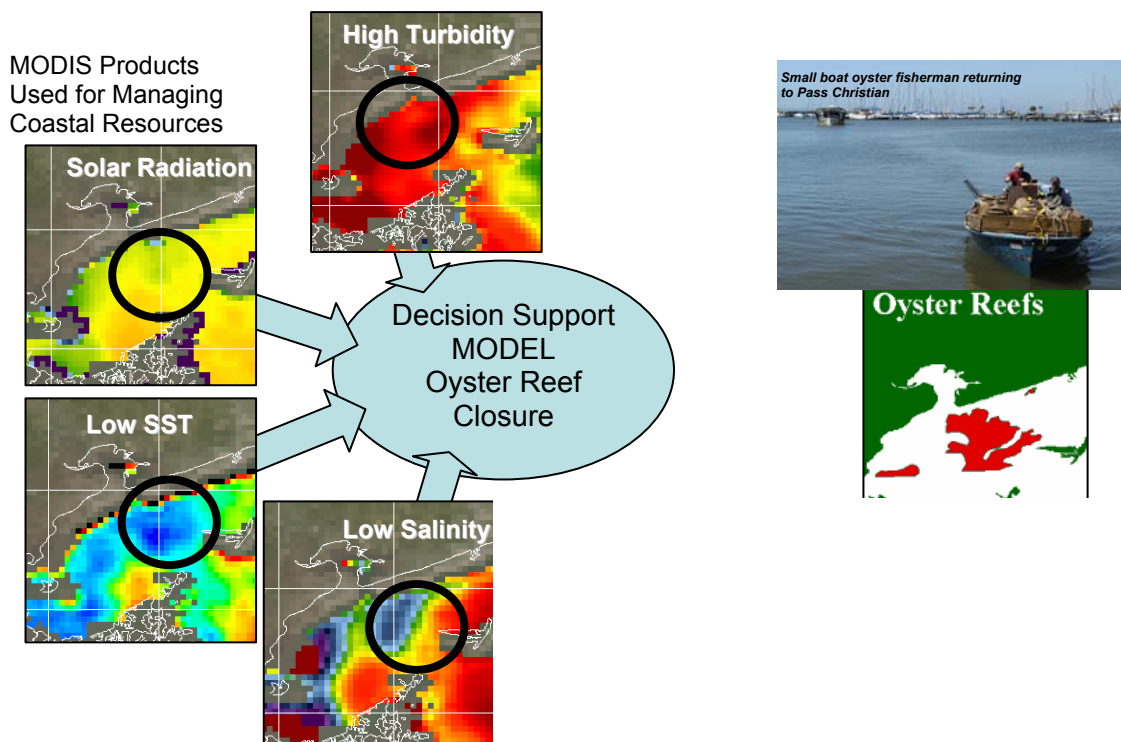 MODIS Products
Used for Managing
Coastal Resources
High Turbidity
Solar Radiation
Low SST
Low Salinity
Decision Support
MODEL
Oyster Reef
Closure
Small boat oyster fisherman returning
to Pass Christian
Oyster Reefs